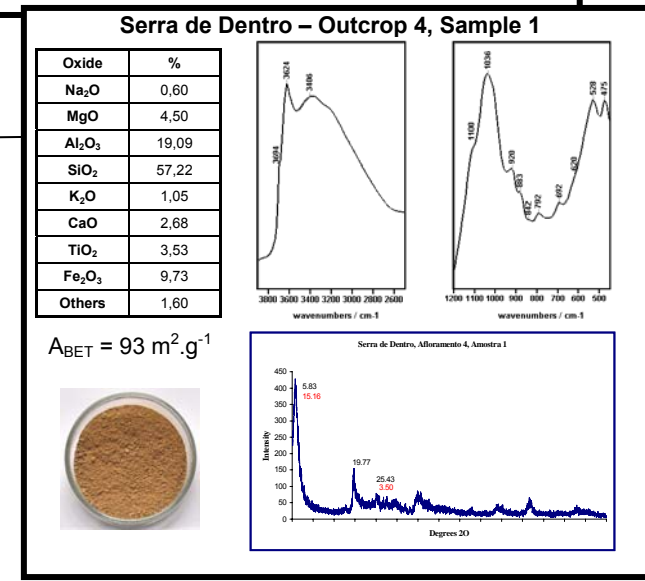 Serra de Dentro – Outcrop 4, Sample 1
Oxide %
Na₂O 0,60
MgO 4,50
Al₂O₃ 19,09
SiO₂ 57,22
K₂O 1,05
CaO 2,68
TiO₂ 3,53
Fe₂O₃ 9,73
Others 1,60
A_BET = 93 m².g⁻¹
3694
3624
3406
3800 3600 3400 3200 3000 2800 2600
wavenumbers / cm-1
1100
1036
920
883
842
792
692
620
528
475
1200 1100 1000 900 800 700 600 500
wavenumbers / cm-1
Serra de Dentro, Afloramento 4, Amostra 1
Intensity
450
400
350
300
250
200
150
100
50
0
5.83
15.16
19.77
25.43
3.50
Degrees 2O